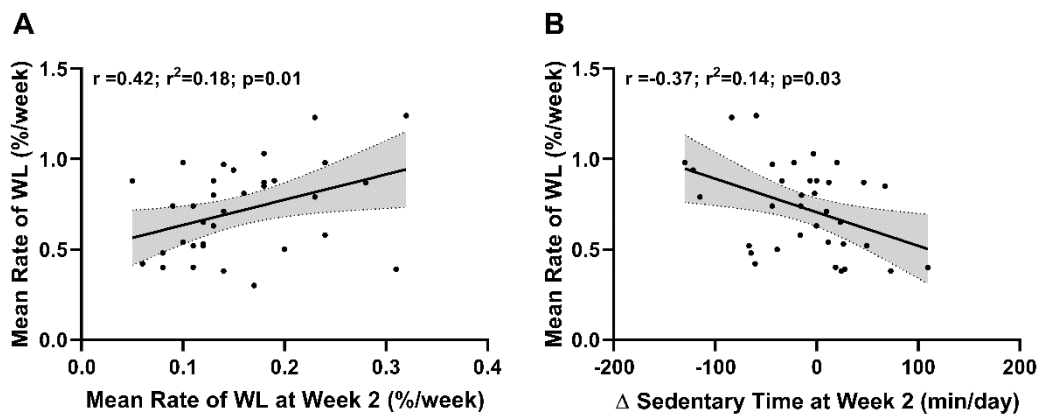 A
B
r =0.42; r²=0.18; p=0.01
r =-0.37; r²=0.14; p=0.03
Mean Rate of WL (%/week)
1.5
1.0
0.5
0.0
0.0 0.1 0.2 0.3 0.4
Mean Rate of WL at Week 2 (%/week)
Mean Rate of WL (%/week)
1.5
1.0
0.5
0.0
-200 -100 0 100 200
Δ Sedentary Time at Week 2 (min/day)